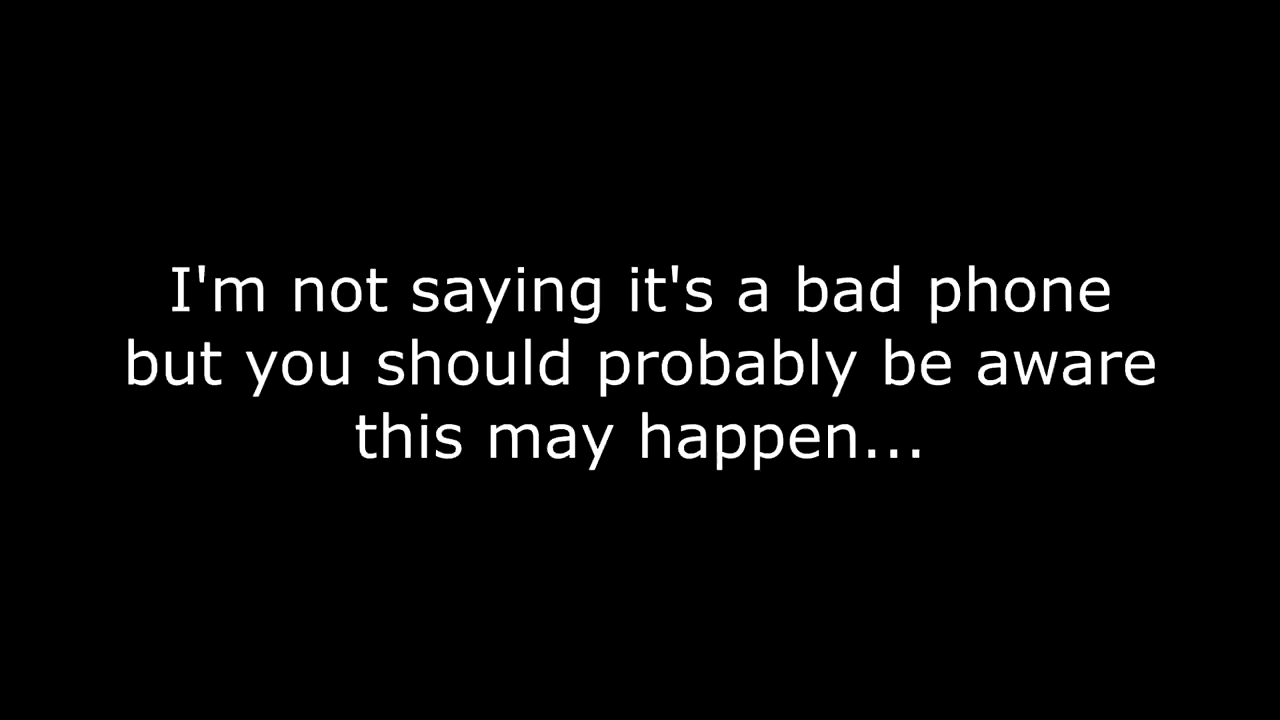 I'm not saying it's a bad phone
but you should probably be aware
this may happen...